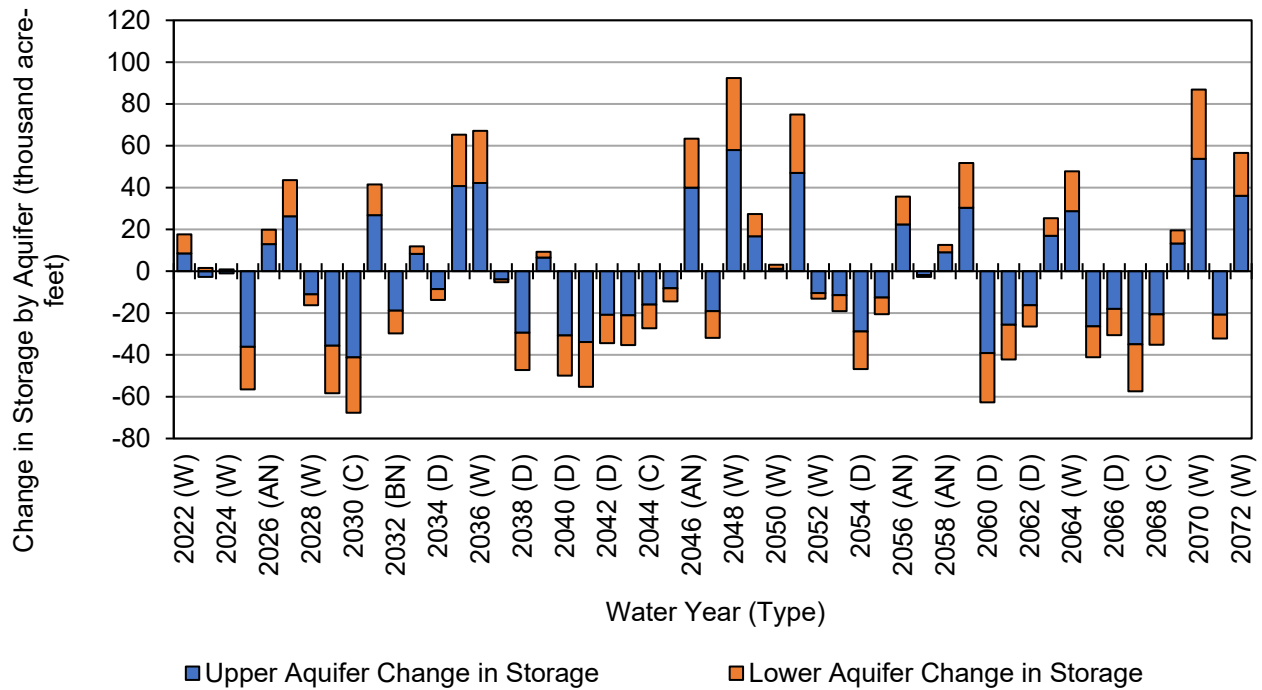 Change in Storage by Aquifer (thousand acre-
feet)
120
100
80
60
40
20
0
-20
-40
-60
-80
2022 (W)
2024 (W)
2026 (AN)
2028 (W)
2030 (C)
2032 (BN)
2034 (D)
2036 (W)
2038 (D)
2040 (D)
2042 (D)
2044 (C)
2046 (AN)
2048 (W)
2050 (W)
2052 (W)
2054 (D)
2056 (AN)
2058 (AN)
2060 (D)
2062 (D)
2064 (W)
2066 (D)
2068 (C)
2070 (W)
2072 (W)
Water Year (Type)
Upper Aquifer Change in Storage
Lower Aquifer Change in Storage